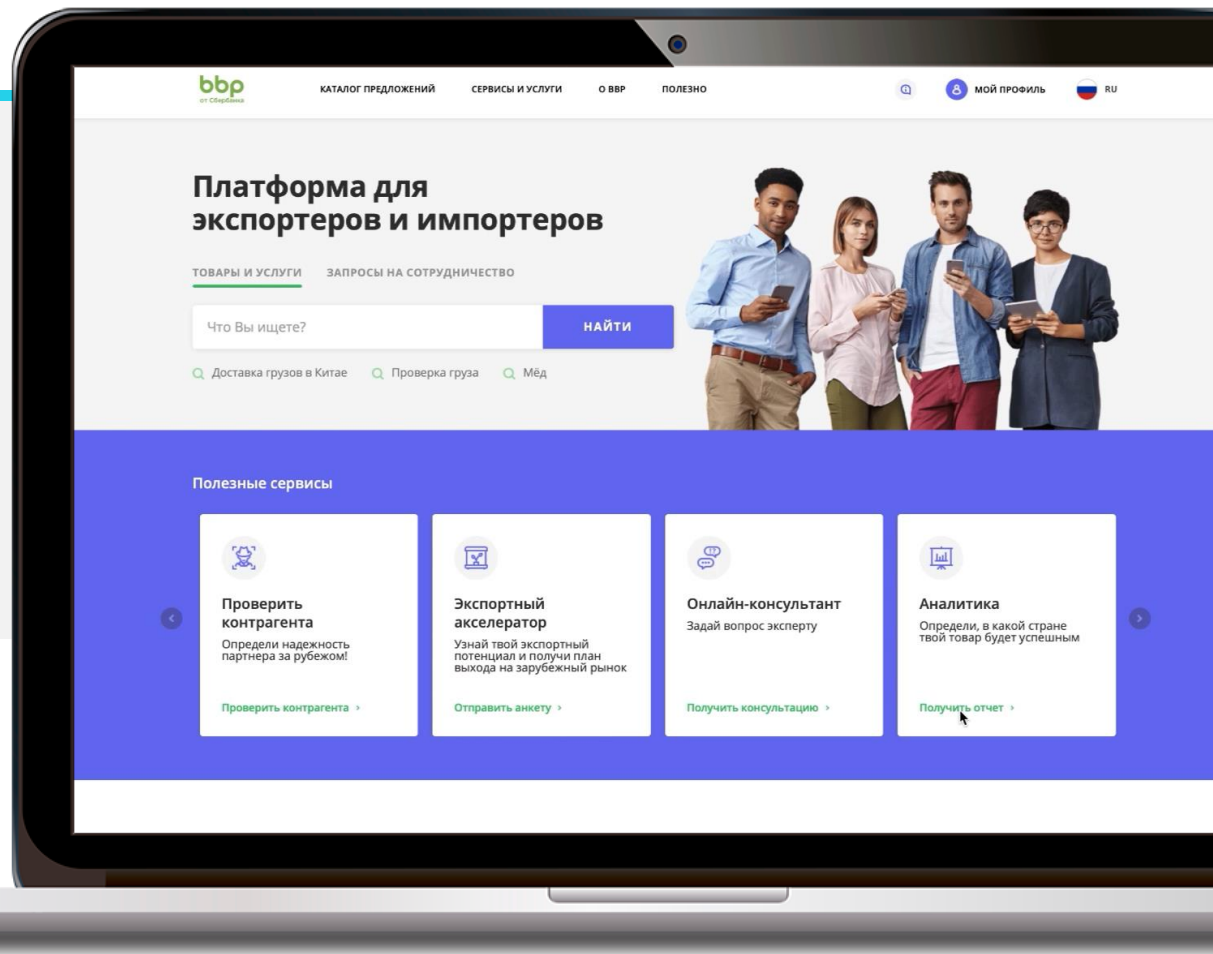 bbp
от Сбербанка
КАТАЛОГ ПРЕДЛОЖЕНИЙ
СЕРВИСЫ И УСЛУГИ
О ВВР
ПОЛЕЗНО
МОЙ ПРОФИЛЬ
RU
Платформа для
экспортеров и импортеров
ТОВАРЫ И УСЛУГИ
ЗАПРОСЫ НА СОТРУДНИЧЕСТВО
Что Вы ищете?
НАЙТИ
Доставка грузов в Китае
Проверка груза
Мёд
Полезные сервисы
Проверить
контрагента
Определи надежность
партнера за рубежом!
Проверить контрагента ›
Экспортный
акселератор
Узнай твой экспортный
потенциал и получи план
выхода на зарубежный рынок
Отправить анкету ›
Онлайн-консультант
Задай вопрос эксперту
Получить консультацию ›
Аналитика
Определи, в какой стране
твой товар будет успешным
Получить отчет ›